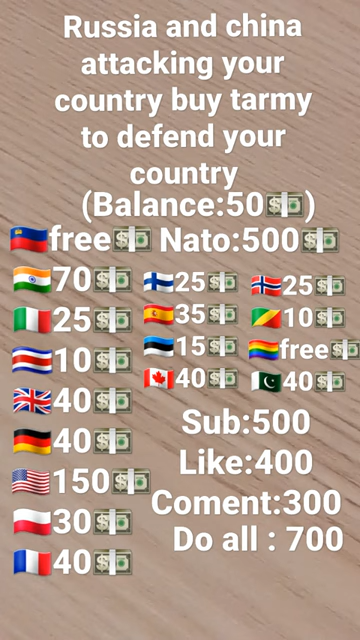 Russia and china
attacking your
country buy tarmy
to defend your
country
(Balance:50💵)
🇱🇮free💵 Nato:500💵
🇮🇳70💵 🇫🇮25💵 🇳🇴25💵
🇮🇹25💵 🇪🇸35💵 🇨🇬10💵
🇨🇷10💵 🇪🇪15💵 🏳️‍🌈free💵
🇬🇧40💵 🇨🇦40💵 🇵🇰40💵
🇩🇪40💵
🇺🇸150💵
🇵🇱30💵
🇫🇷40💵
Sub:500
Like:400
Coment:300
Do all : 700